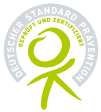 DEUTSCHER STANDARD PRÄVENTION
GEPRÜFT UND ZERTIFIZIERT